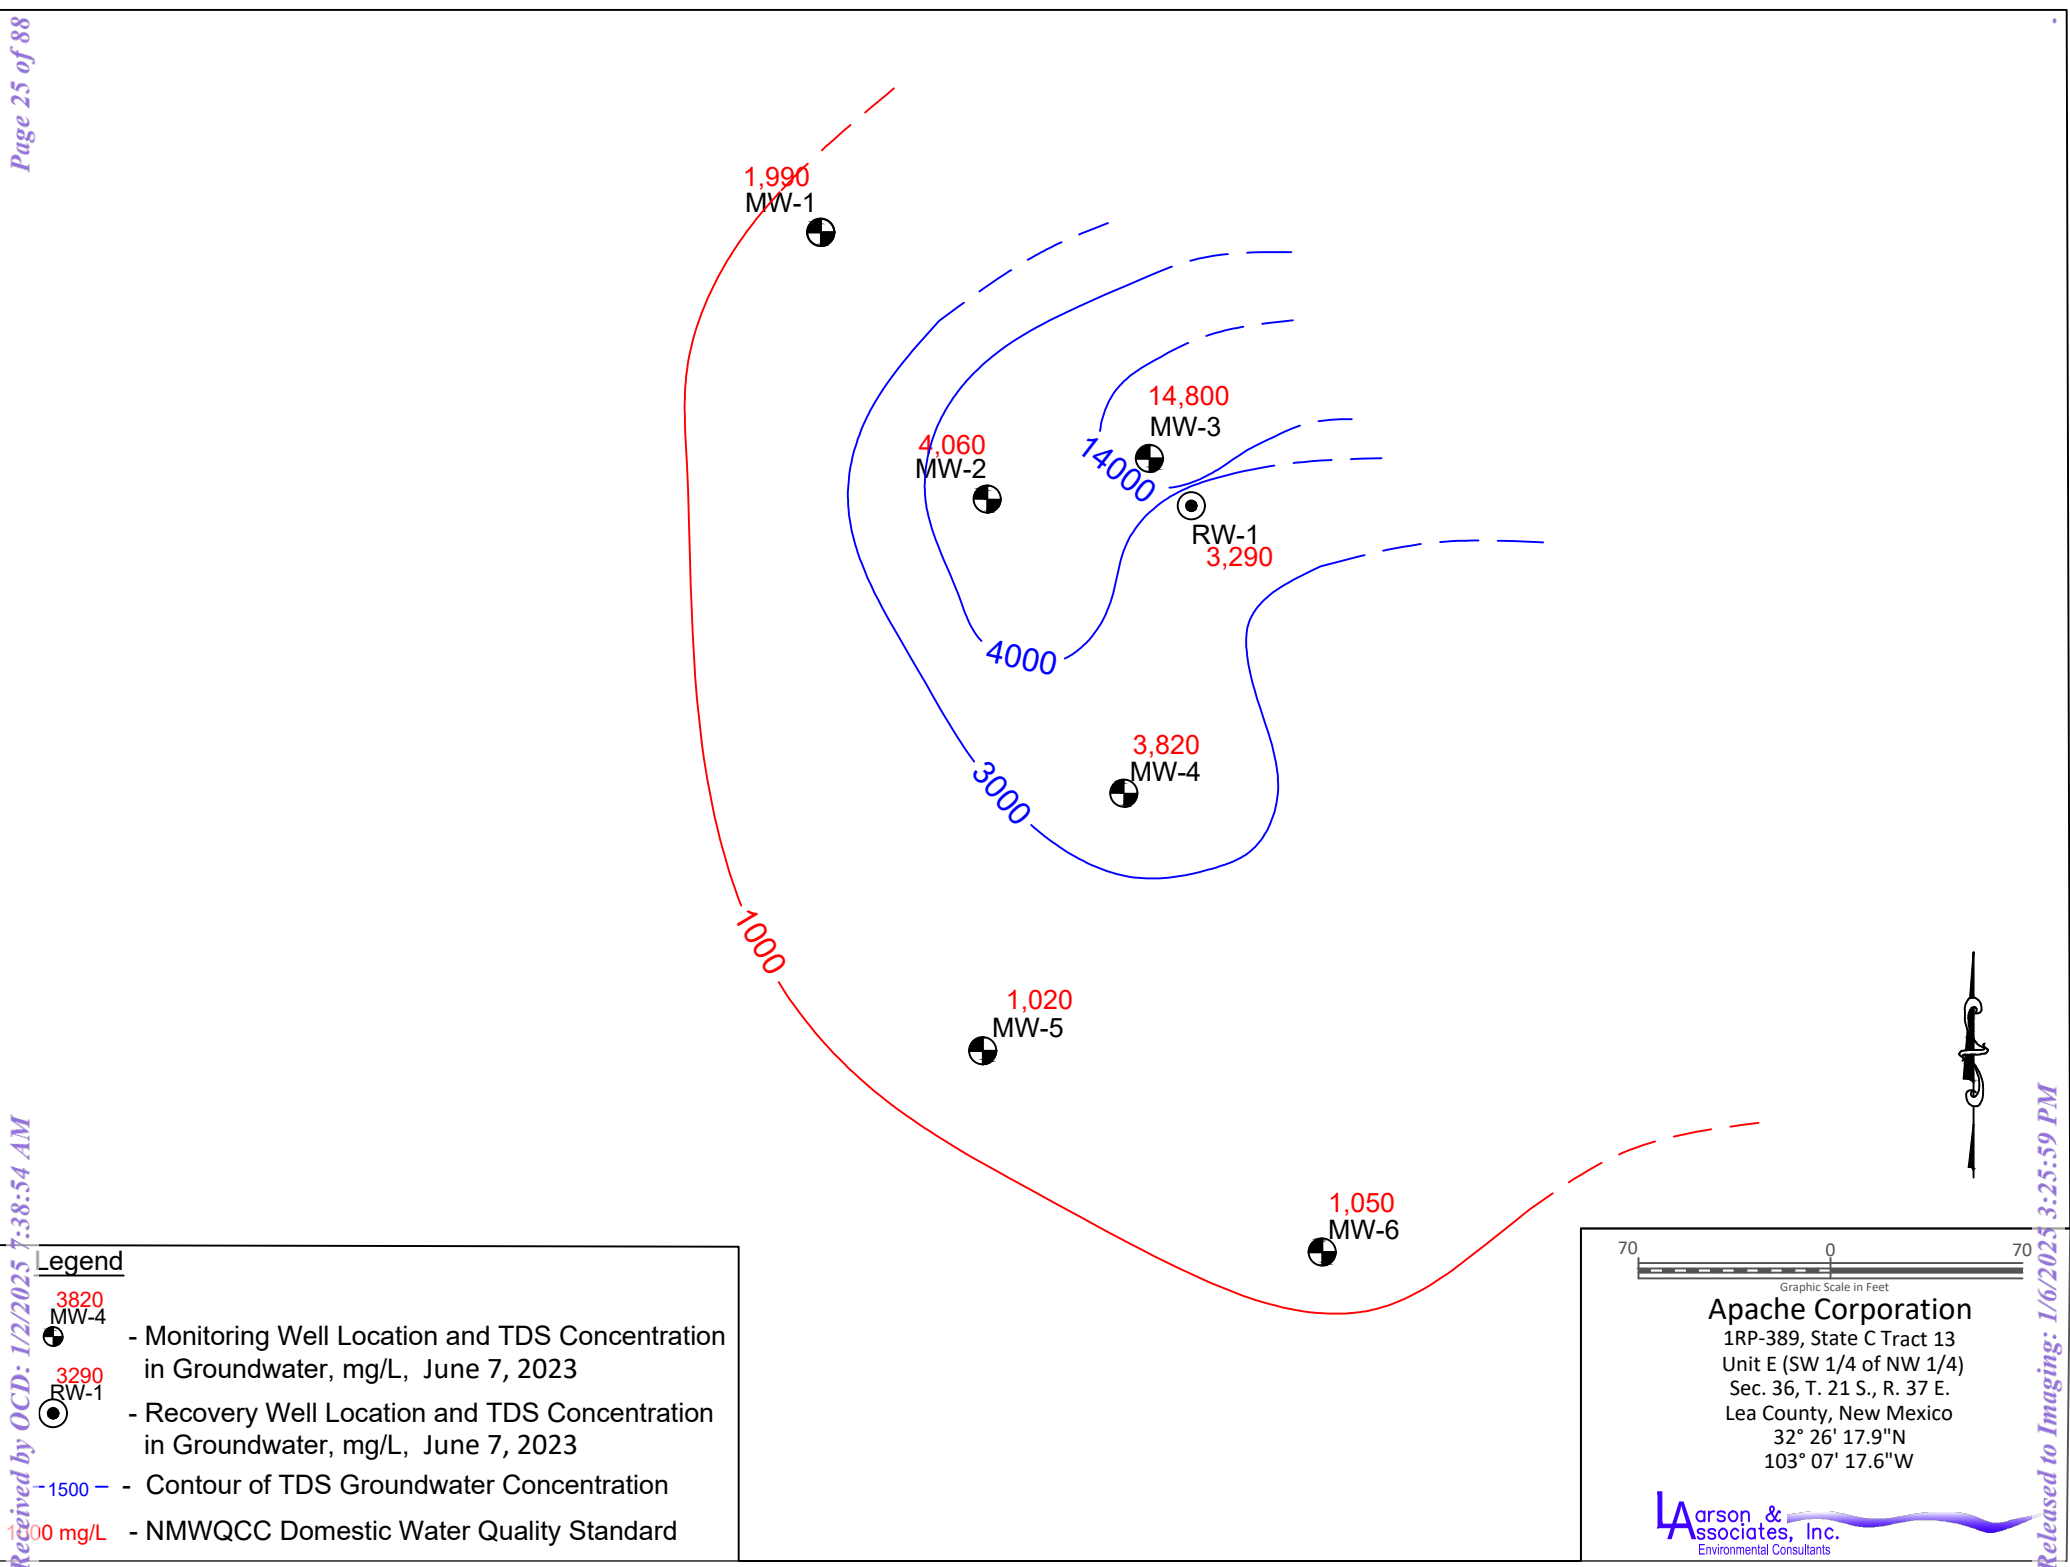 Page 25 of 88
1,990
MW-1
14,800
MW-3
4,060
MW-2
14000
RW-1
3,290
4000
3,820
MW-4
3000
1000
1,020
MW-5
1,050
MW-6
Received by OCD: 1/2/2025 7:38:54 AM
Released to Imaging: 1/6/2025 3:25:59 PM
Legend
3820
MW-4
- Monitoring Well Location and TDS Concentration
in Groundwater, mg/L, June 7, 2023
3290
RW-1
- Recovery Well Location and TDS Concentration
in Groundwater, mg/L, June 7, 2023
1500 - Contour of TDS Groundwater Concentration
1000 mg/L - NMWQCC Domestic Water Quality Standard
70 0 70
Graphic Scale in Feet
Apache Corporation
1RP-389, State C Tract 13
Unit E (SW 1/4 of NW 1/4)
Sec. 36, T. 21 S., R. 37 E.
Lea County, New Mexico
32° 26' 17.9"N
103° 07' 17.6"W
Larson &
Associates, Inc.
Environmental Consultants